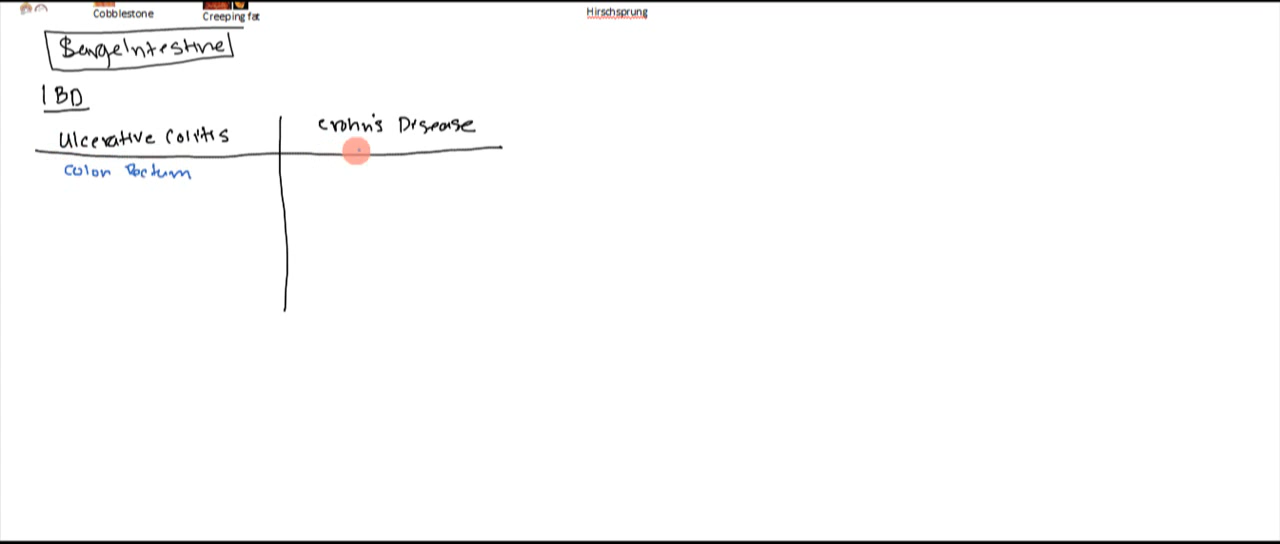 Cobblestone
Creeping fat
Hirschsprung
Large Intestine
IBD
Ulcerative Colitis
Crohn's Disease
Colon Rectum